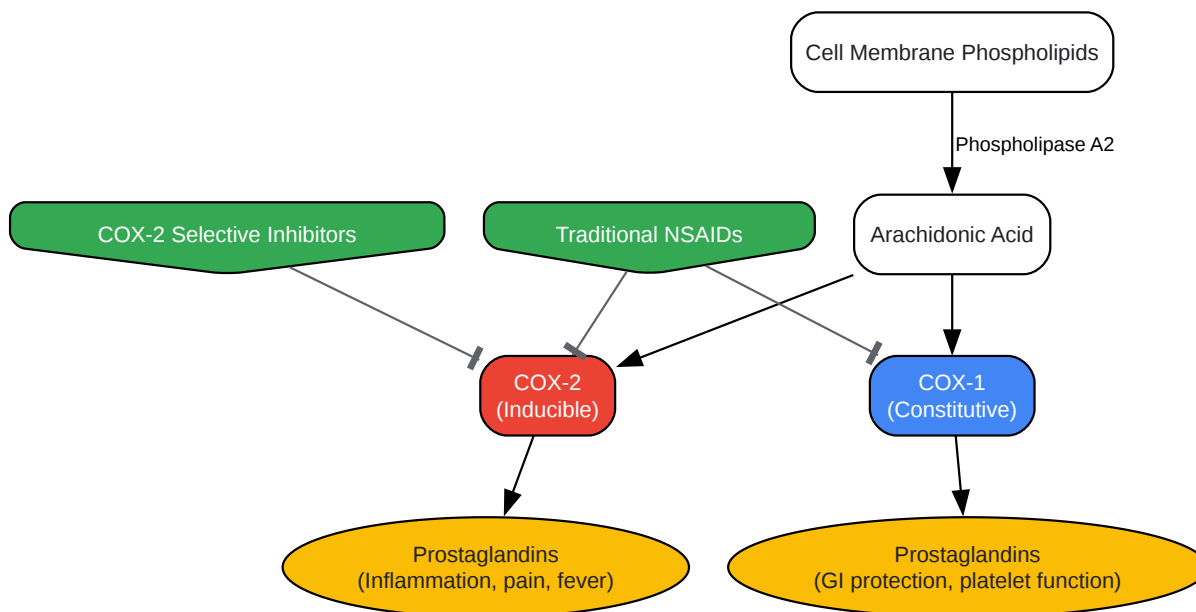 Cell Membrane Phospholipids
Phospholipase A2
COX-2 Selective Inhibitors
Traditional NSAIDs
Arachidonic Acid
COX-2
(Inducible)
COX-1
(Constitutive)
Prostaglandins
(Inflammation, pain, fever)
Prostaglandins
(GI protection, platelet function)